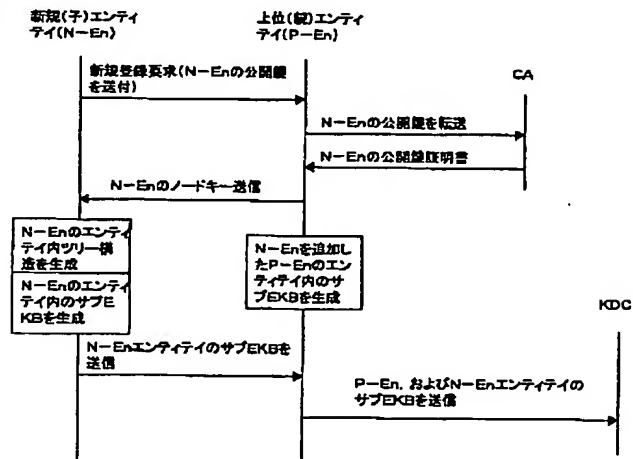 新規(子)エンティ
テイ(N-En)
上位(親)エンティ
テイ(P-En)
新規登録要求(N-Enの公開鍵
を送付)
CA
N-Enの公開鍵を転送
N-Enの公開鍵証明書
N-Enのノードキー送信
N-Enのエンティ
テイ内ツリー構
造を生成
N-Enのエンティ
テイ内のサブE
KBを生成
N-Enを追加し
たP-Enのエン
ティテイ内のサ
ブEKBを生成
KDC
N-Enエンティテイのサブ EKBを
送信
P-En、およびN-Enエンティテイの
サブEKBを送信